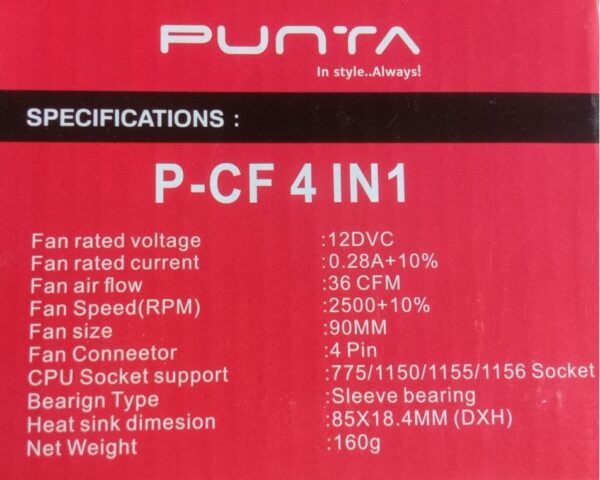 PUNTA
In style..Always!
SPECIFICATIONS :
P-CF 4 IN1
Fan rated voltage :12DVC
Fan rated current :0.28A+10%
Fan air flow :36 CFM
Fan Speed(RPM) :2500+10%
Fan size :90MM
Fan Conneetor :4 Pin
CPU Socket support :775/1150/1155/1156 Socket
Bearign Type :Sleeve bearing
Heat sink dimesion :85X18.4MM (DXH)
Net Weight :160g